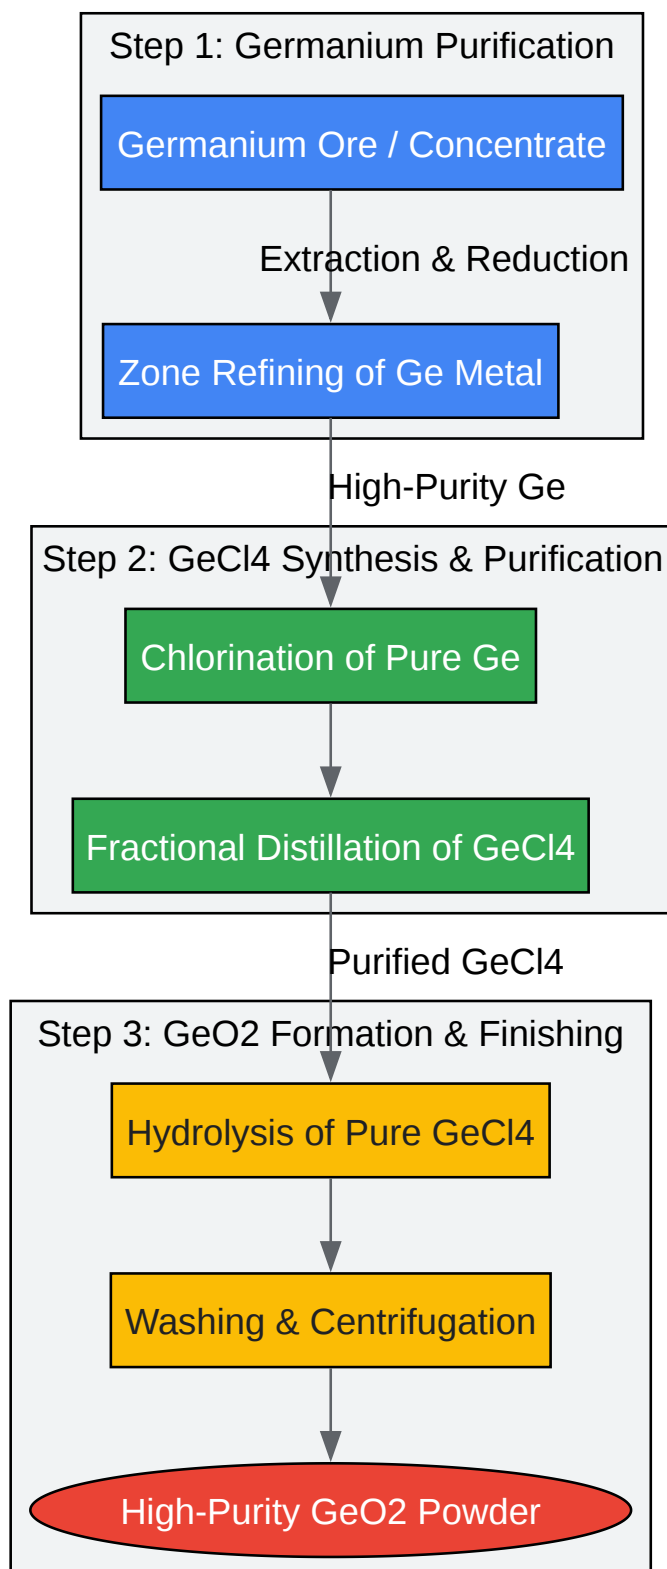 Step 1: Germanium Purification
Germanium Ore / Concentrate
Extraction & Reduction
Zone Refining of Ge Metal
High-Purity Ge
Step 2: GeCl4 Synthesis & Purification
Chlorination of Pure Ge
Fractional Distillation of GeCl4
Purified GeCl4
Step 3: GeO2 Formation & Finishing
Hydrolysis of Pure GeCl4
Washing & Centrifugation
High-Purity GeO2 Powder